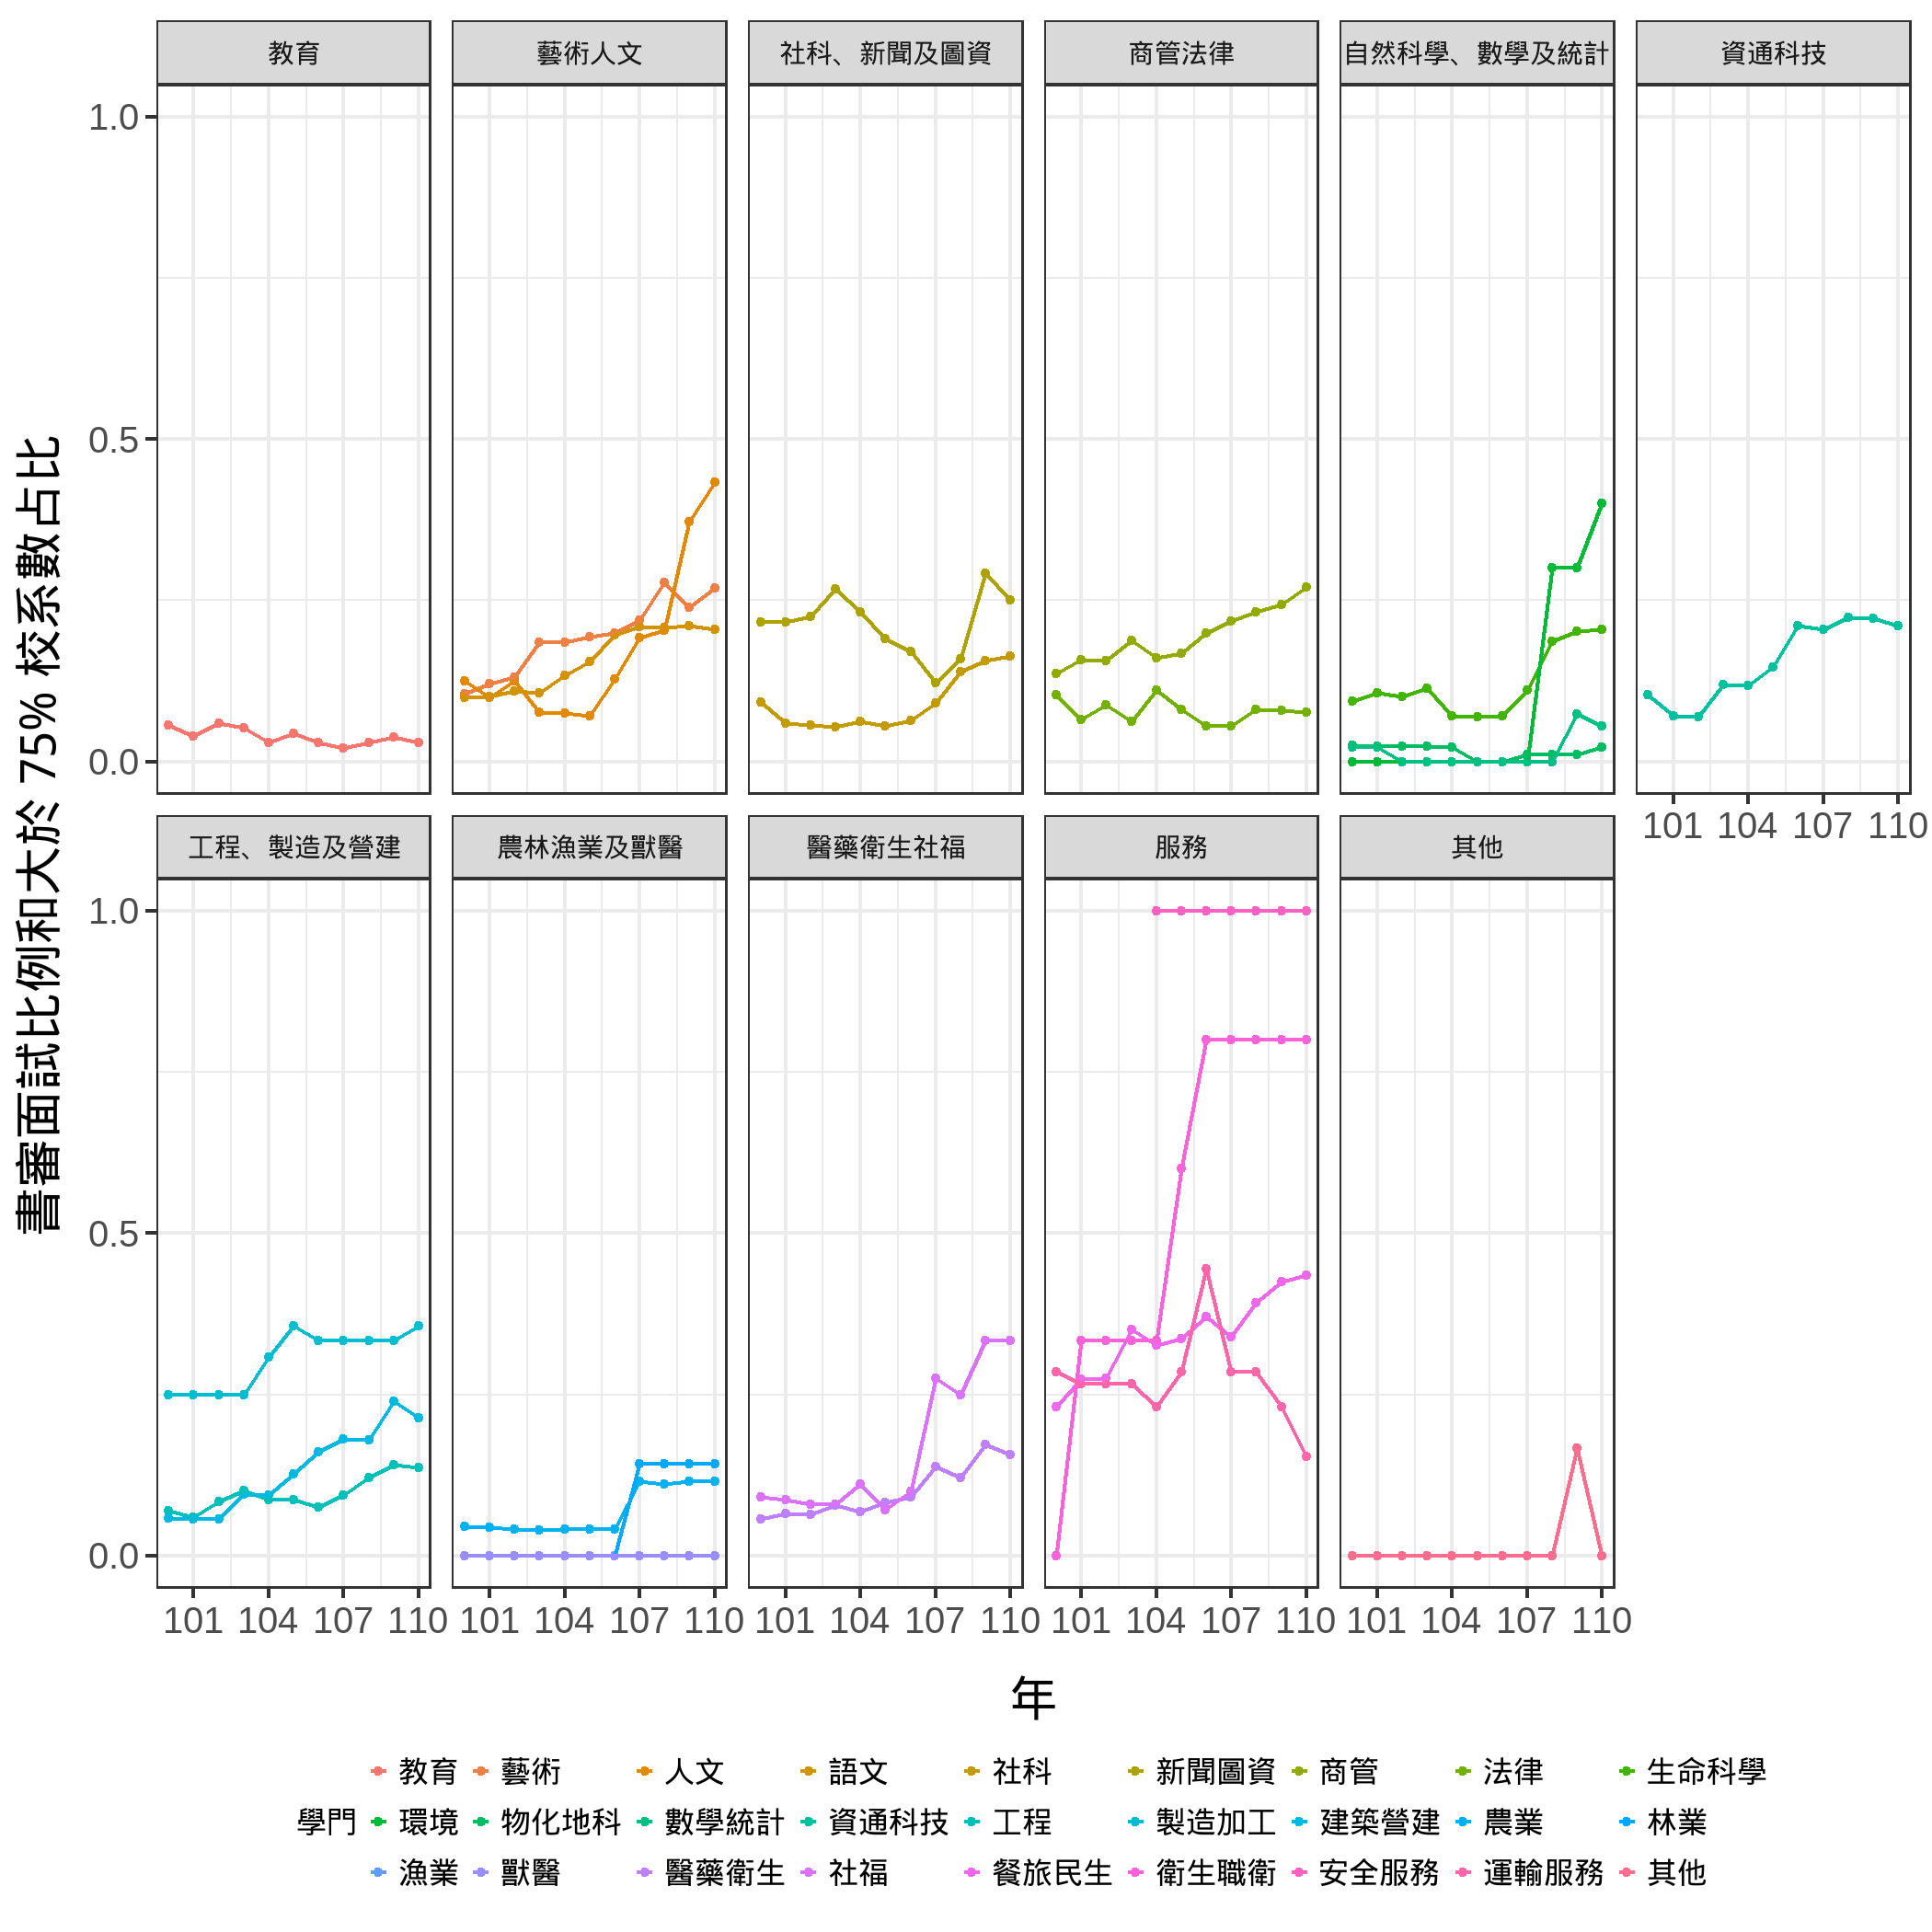 教育 藝術人文 社科、新聞及圖資 商管法律 自然科學、數學及統計 資通科技
1.0
0.5
0.0
101 104 107 110
書審面試比例和大於 75% 校系數占比
工程、製造及營建 農林漁業及獸醫 醫藥衛生社福 服務 其他
1.0
0.5
0.0
101 104 107 110 101 104 107 110 101 104 107 110 101 104 107 110 101 104 107 110
年
教育 藝術 人文 語文 社科 新聞圖資 商管 法律 生命科學
學門 環境 物化地科 數學統計 資通科技 工程 製造加工 建築營建 農業 林業
漁業 獸醫 醫藥衛生 社福 餐旅民生 衛生職衛 安全服務 運輸服務 其他